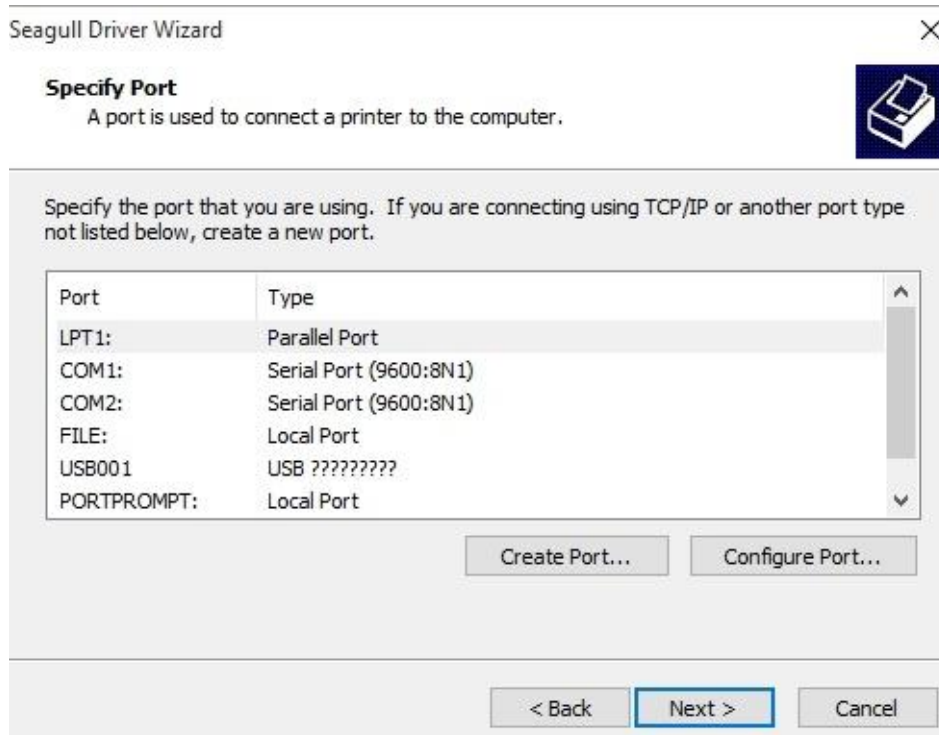 Seagull Driver Wizard
Specify Port
A port is used to connect a printer to the computer.
Specify the port that you are using. If you are connecting using TCP/IP or another port type
not listed below, create a new port.
Port Type
LPT1: Parallel Port
COM1: Serial Port (9600:8N1)
COM2: Serial Port (9600:8N1)
FILE: Local Port
USB001 USB ?????????
PORTPROMPT: Local Port
Create Port... Configure Port...
< Back Next > Cancel